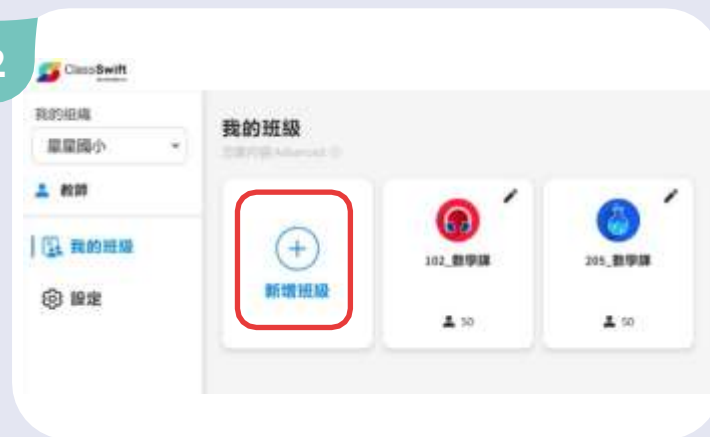 2
ClassSwift
我的組織
星星國小
教師
我的班級
設定
我的班級
新增班級
102_數學課
50
205_數學課
50